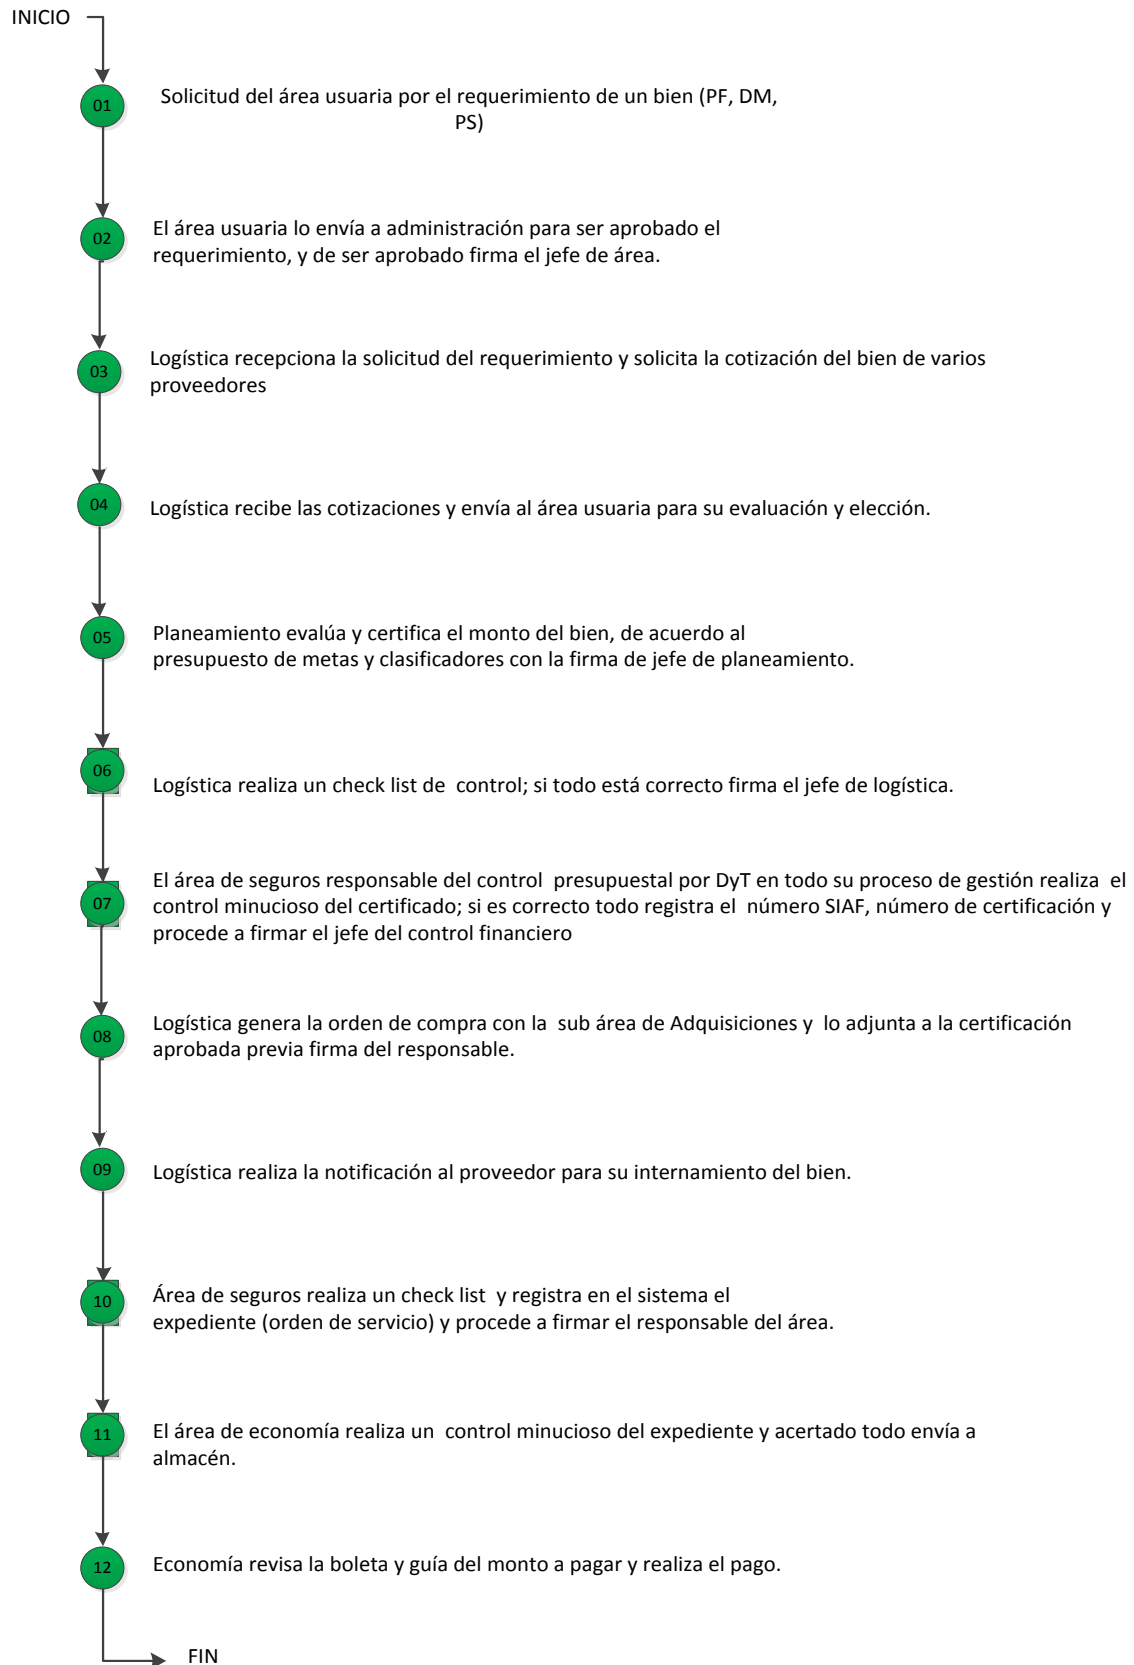 INICIO
01
Solicitud del área usuaria por el requerimiento de un bien (PF, DM,
PS)
02
El área usuaria lo envía a administración para ser aprobado el
requerimiento, y de ser aprobado firma el jefe de área.
03
Logística recepciona la solicitud del requerimiento y solicita la cotización del bien de varios
proveedores
04
Logística recibe las cotizaciones y envía al área usuaria para su evaluación y elección.
05
Planeamiento evalúa y certifica el monto del bien, de acuerdo al
presupuesto de metas y clasificadores con la firma de jefe de planeamiento.
06
Logística realiza un check list de  control; si todo está correcto firma el jefe de logística.
07
El área de seguros responsable del control  presupuestal por DyT en todo su proceso de gestión realiza  el
control minucioso del certificado; si es correcto todo registra el  número SIAF, número de certificación y
procede a firmar el jefe del control financiero
08
Logística genera la orden de compra con la  sub área de Adquisiciones y  lo adjunta a la certificación
aprobada previa firma del responsable.
09
Logística realiza la notificación al proveedor para su internamiento del bien.
10
Área de seguros realiza un check list  y registra en el sistema el
expediente (orden de servicio) y procede a firmar el responsable del área.
11
El área de economía realiza un  control minucioso del expediente y acertado todo envía a
almacén.
12
Economía revisa la boleta y guía del monto a pagar y realiza el pago.
FIN